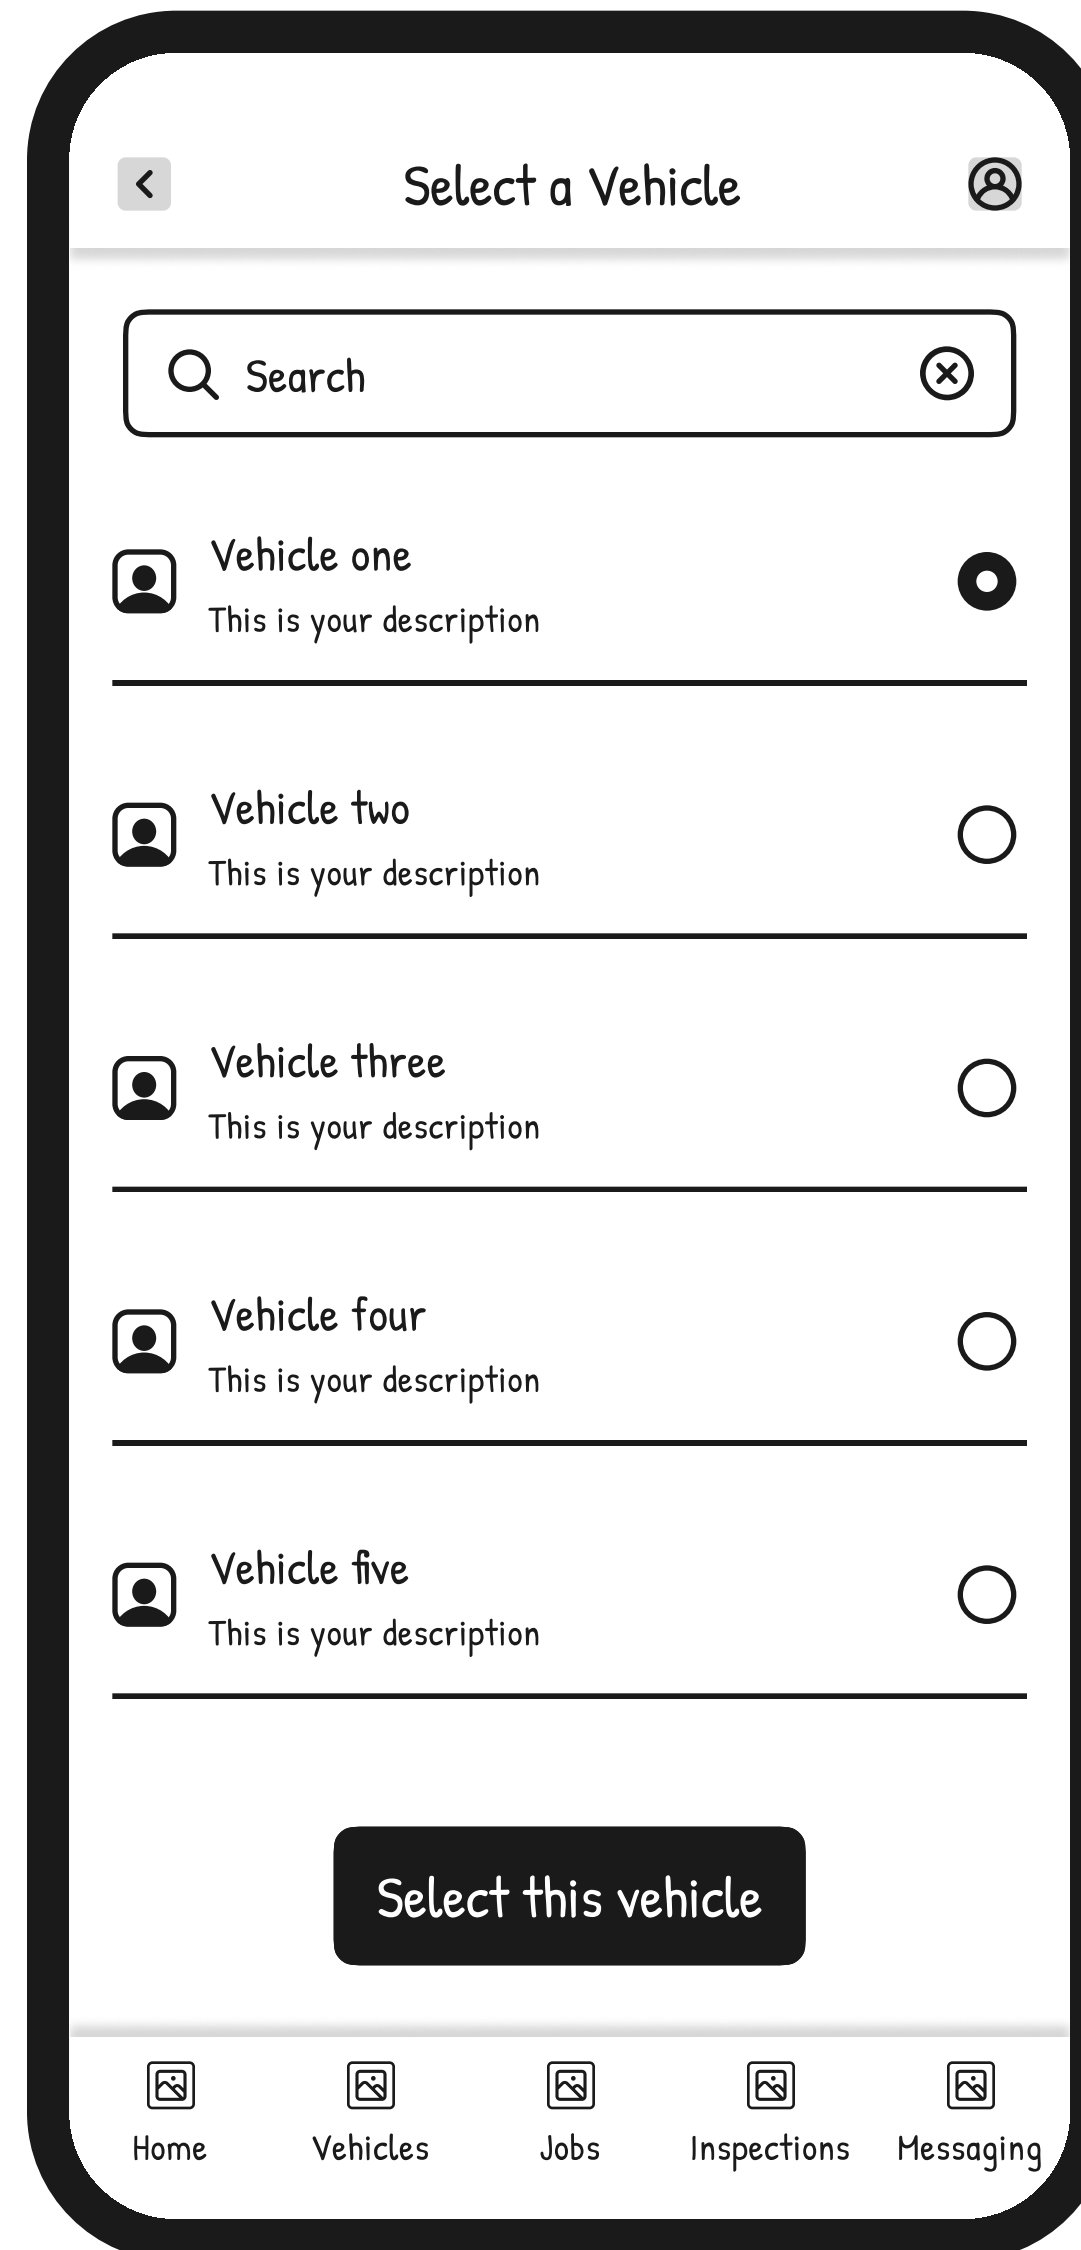 Select a Vehicle
Search
Vehicle one
This is your description
Vehicle two
This is your description
Vehicle three
This is your description
Vehicle four
This is your description
Vehicle five
This is your description
Select this vehicle
Home
Vehicles
Jobs
Inspections
Messaging